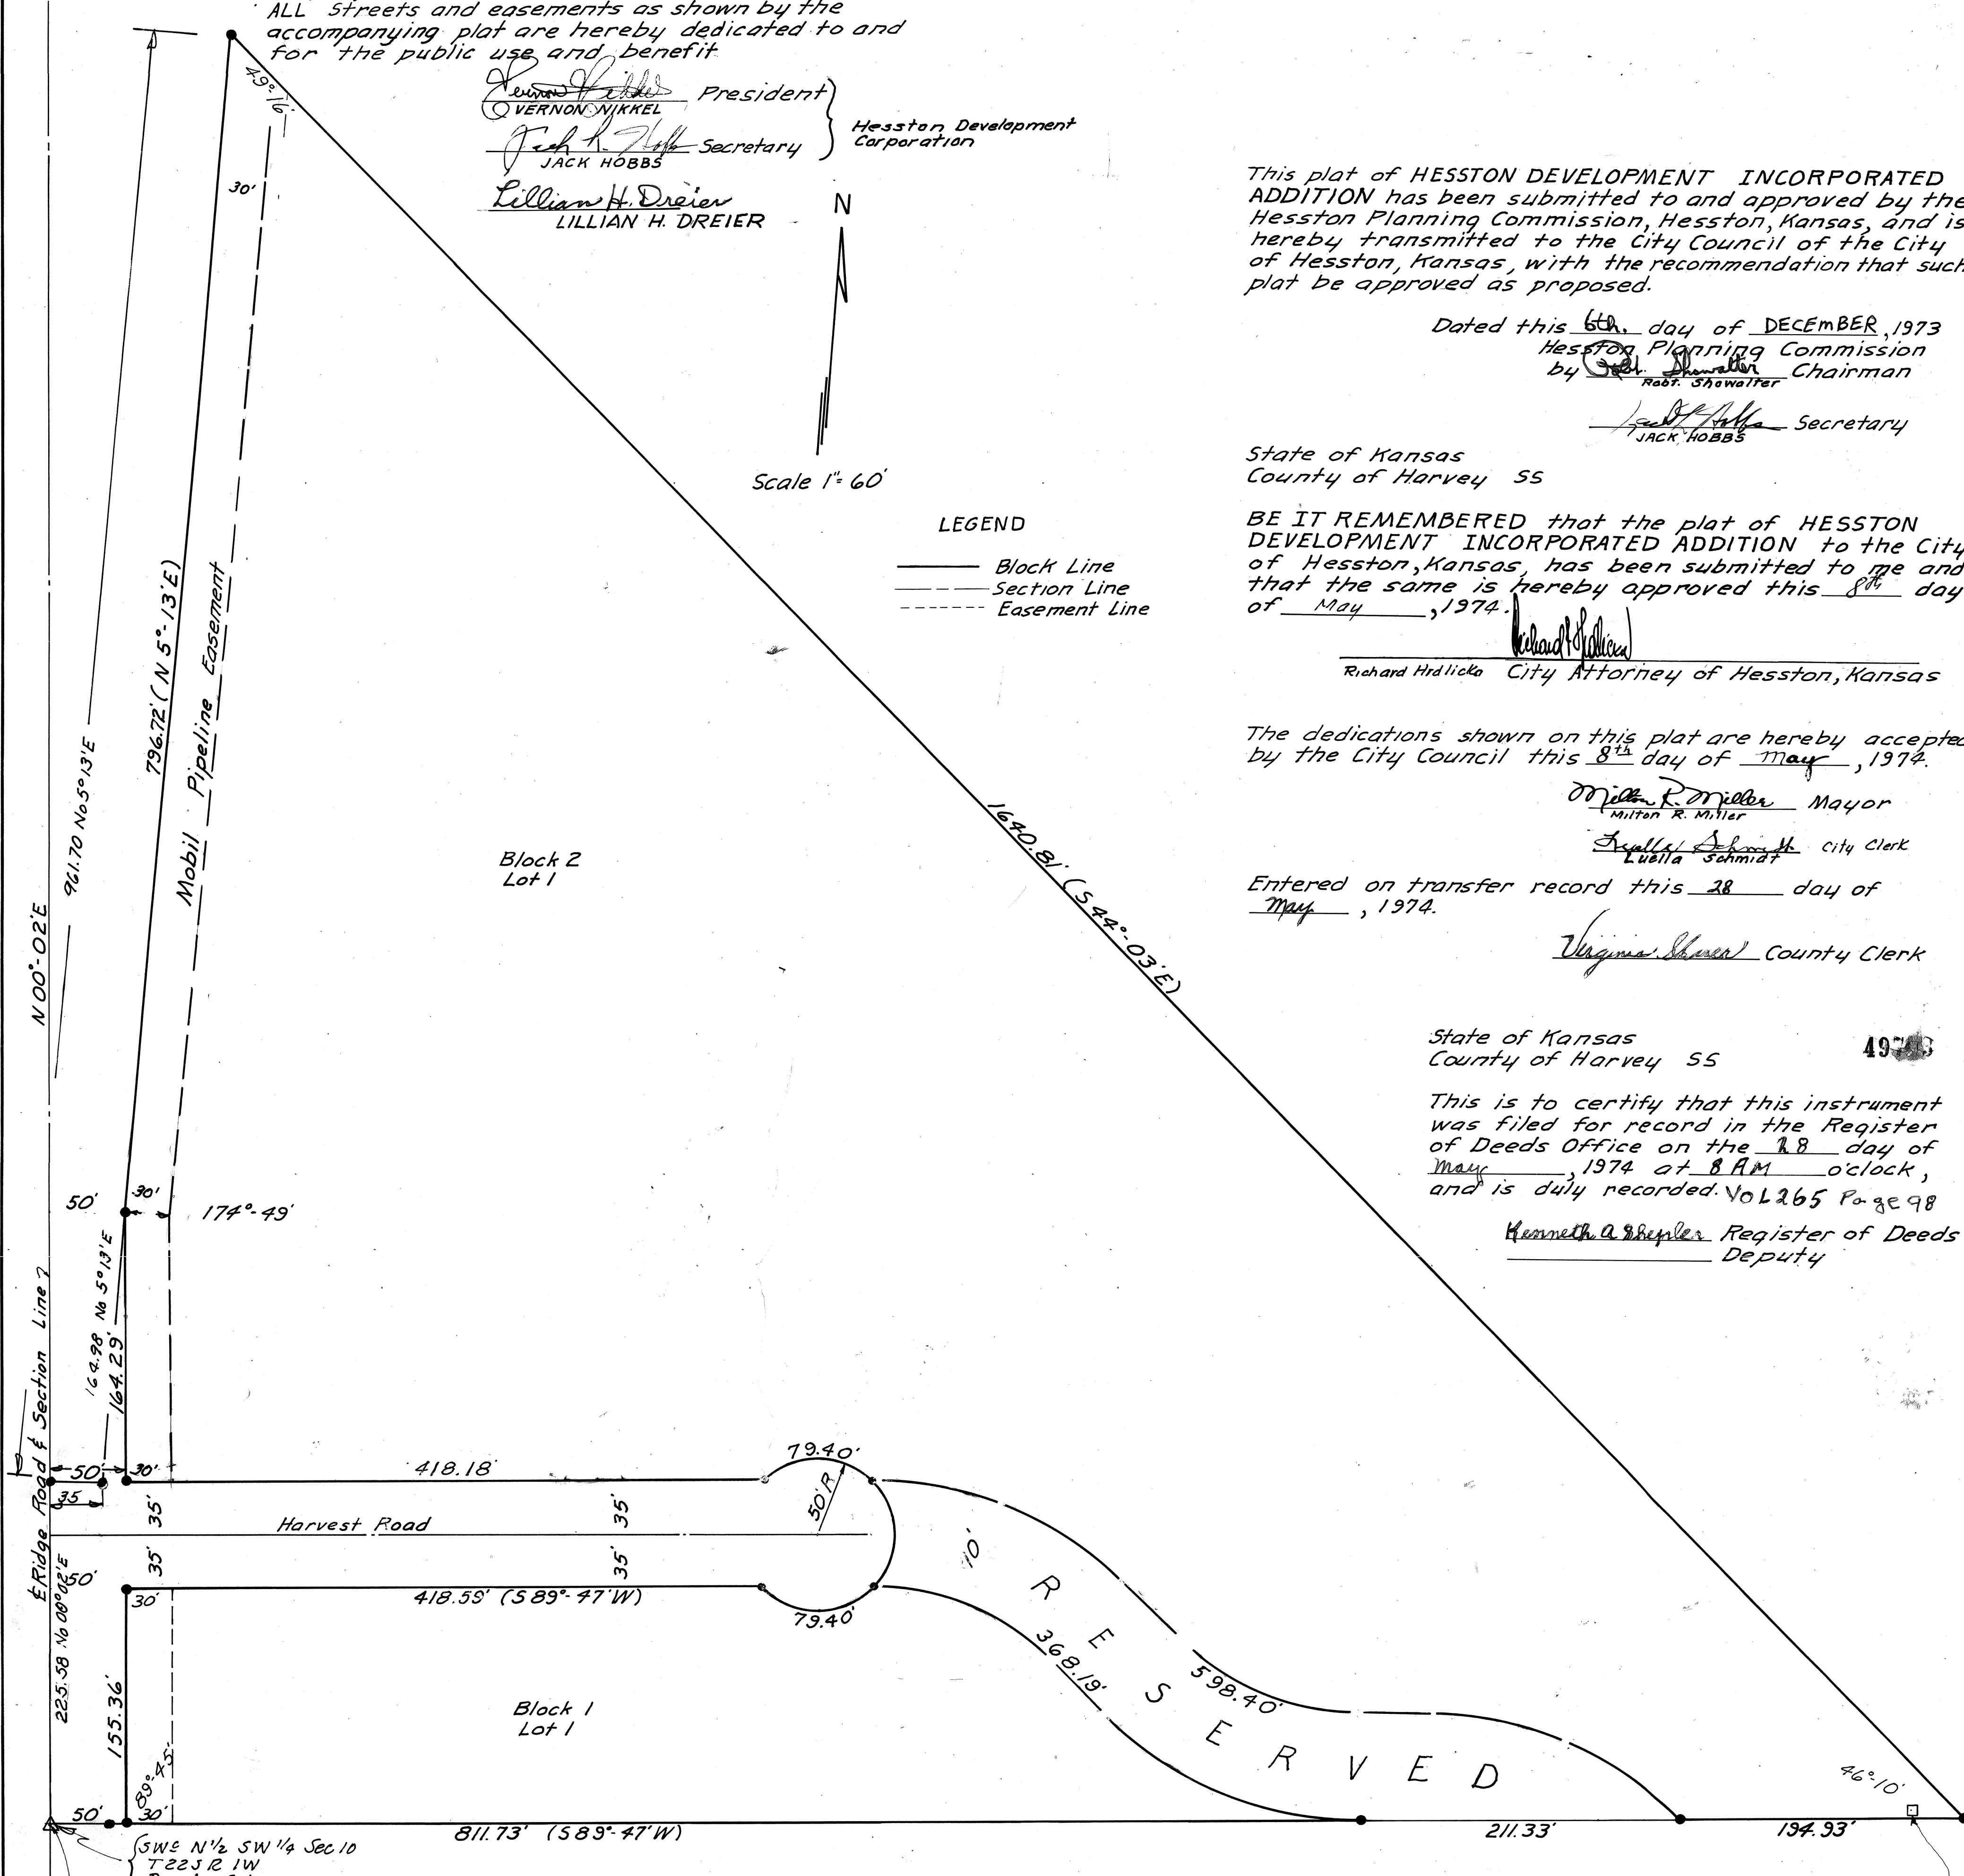 ALL Streets and easements as shown by the
accompanying plat are hereby dedicated to and
for the public use and benefit
President
VERNON NIKKEL
Secretary
JACK HOBBS
Hesston Development
Corporation
Lillian H. Dreier
LILLIAN H. DREIER
N
Scale 1"= 60'
LEGEND
Block Line
Section Line
Easement Line
This plat of HESSTON DEVELOPMENT INCORPORATED
ADDITION has been submitted to and approved by the
Hesston Planning Commission, Hesston, Kansas, and is
hereby transmitted to the City Council of the City
of Hesston, Kansas, with the recommendation that such
plat be approved as proposed.
Dated this 6th. day of DECEMBER, 1973
Hesston Planning Commission
by Robt. Showalter Chairman
Robt. Showalter
Secretary
JACK HOBBS
State of Kansas
County of Harvey SS
BE IT REMEMBERED that the plat of HESSTON
DEVELOPMENT INCORPORATED ADDITION to the City
of Hesston, Kansas, has been submitted to me and
that the same is hereby approved this 8th day
of May, 1974.
Richard Hrdlicka City Attorney of Hesston, Kansas
The dedications shown on this plat are hereby accepted
by the City Council this 8th day of May, 1974.
Milton R. Miller Mayor
Milton R. Miller
Luella Schmidt City Clerk
Luella Schmidt
Entered on transfer record this 28 day of
May, 1974.
Virginia County Clerk
State of Kansas
County of Harvey SS
This is to certify that this instrument
was filed for record in the Register
of Deeds Office on the 28 day of
May, 1974 at 8 AM o'clock,
and is duly recorded. VOL 265 Page 98
Kenneth A Shepler Register of Deeds
Deputy
49°-16'
30'
796.72' (N 5°-13'E)
Mobil Pipeline Easement
961.70 No 5°13'E
N 00°-02'E
Block 2
Lot 1
1640.81' (S 44°-03'E)
50'
30'
174°-49'
164.98 No 5°13'E
164.29'
₠ Ridge Road & Section Line
50'
30'
35
418.18'
79.40'
50'R
35'
35'
Harvest Road
35'
35'
50'
30'
418.59' (S 89°-47'W)
79.40'
10'
RESERVED
368.19'
598.40'
225.58 No 00°02'E
155.36'
89°-45'
Block 1
Lot 1
50'
30'
811.73' (S 89°-47'W)
211.33'
194.93'
46°-10'
SWc N 1/2 SW 1/4 Sec 10
T22S R 1W